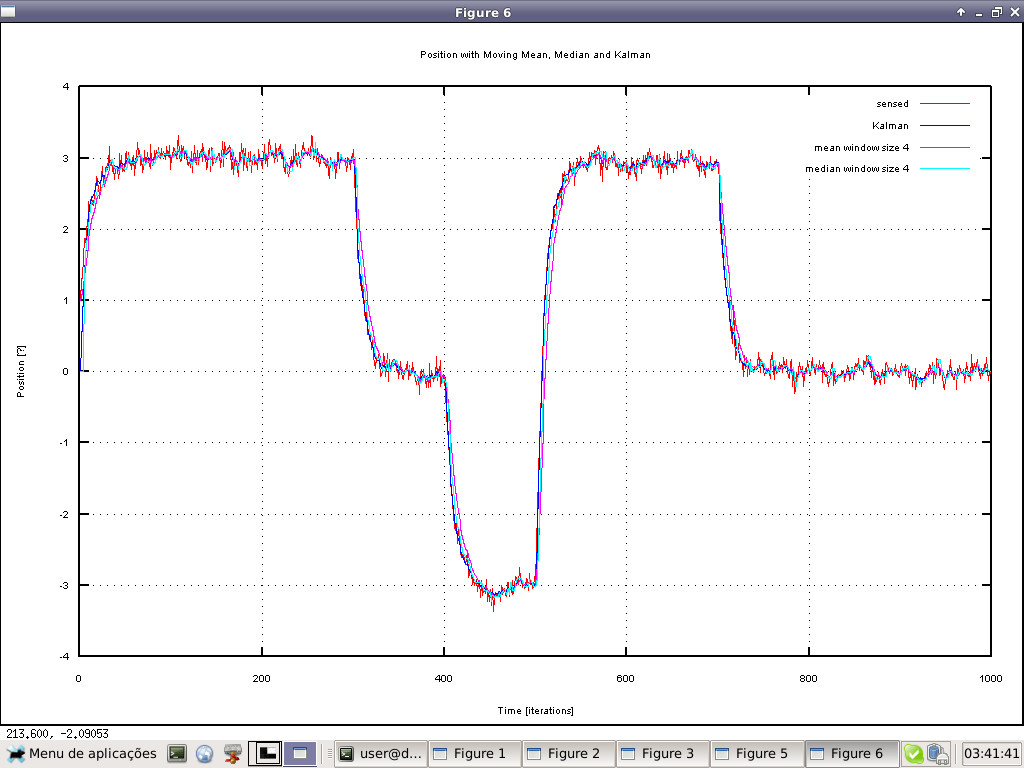 Figure 6
Position with Moving Mean, Median and Kalman
4
3
2
1
0
-1
-2
-3
-4
sensed
Kalman
mean window size 4
median window size 4
Position [?]
0 200 400 600 800 1000
Time [iterations]
213.600, -2.09053
Menu de aplicações user@d... Figure 1 Figure 2 Figure 3 Figure 5 Figure 6 03:41:41